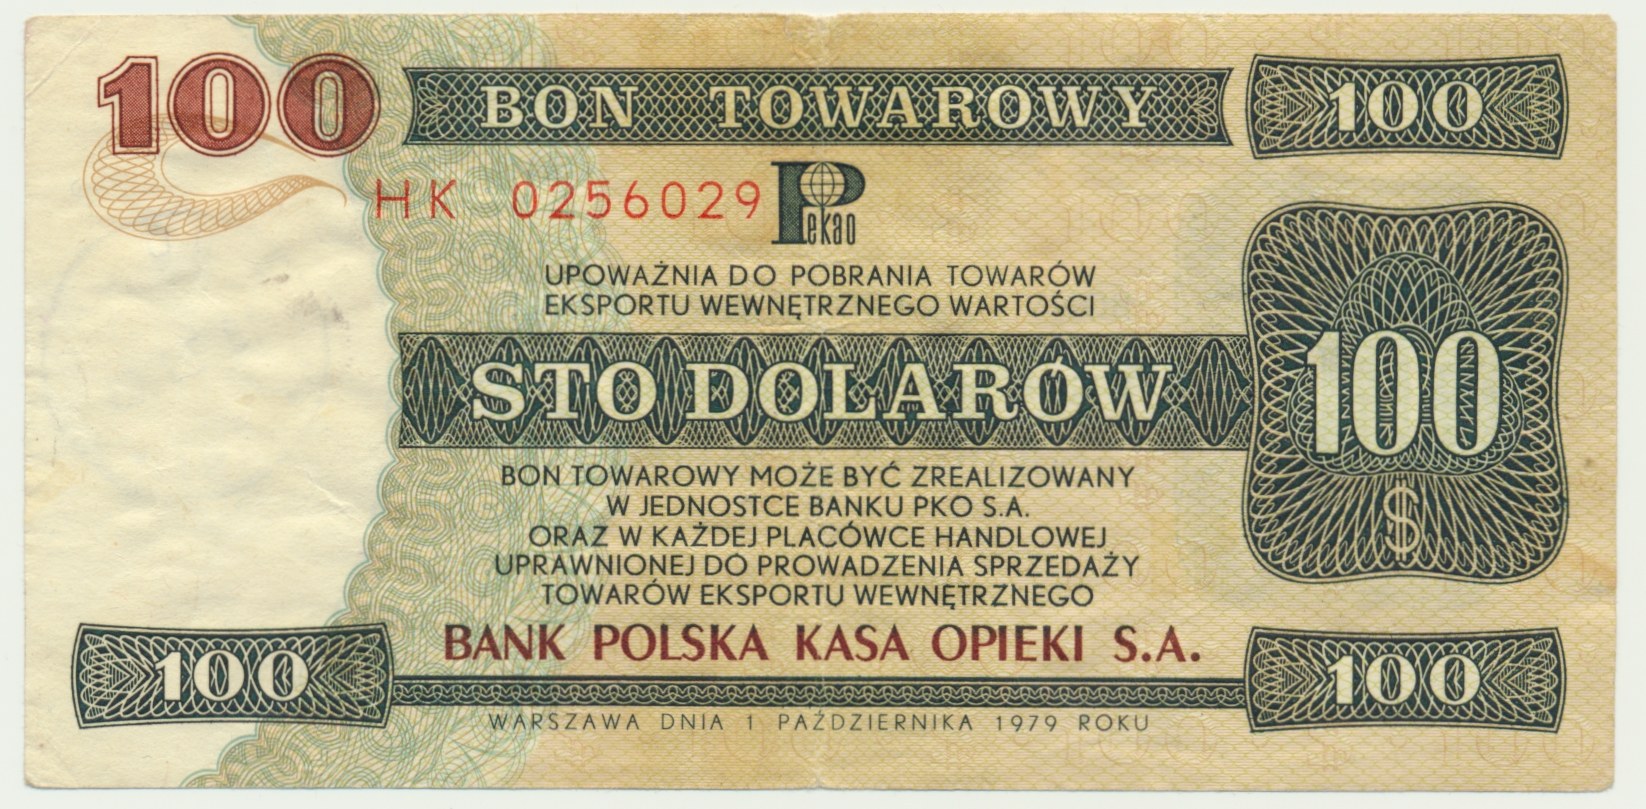 100 BON TOWAROWY 100
HK 0256029 Pekao
UPOWAŻNIA DO POBRANIA TOWARÓW
EKSPORTU WEWNĘTRZNEGO WARTOŚCI
STO DOLARÓW 100
$
BON TOWAROWY MOŻE BYĆ ZREALIZOWANY
W JEDNOSTCE BANKU PKO S.A.
ORAZ W KAŻDEJ PLACÓWCE HANDLOWEJ
UPRAWNIONEJ DO PROWADZENIA SPRZEDAŻY
TOWARÓW EKSPORTU WEWNĘTRZNEGO
BANK POLSKA KASA OPIEKI S.A.
100 100
WARSZAWA DNIA 1 PAŹDZIERNIKA 1979 ROKU